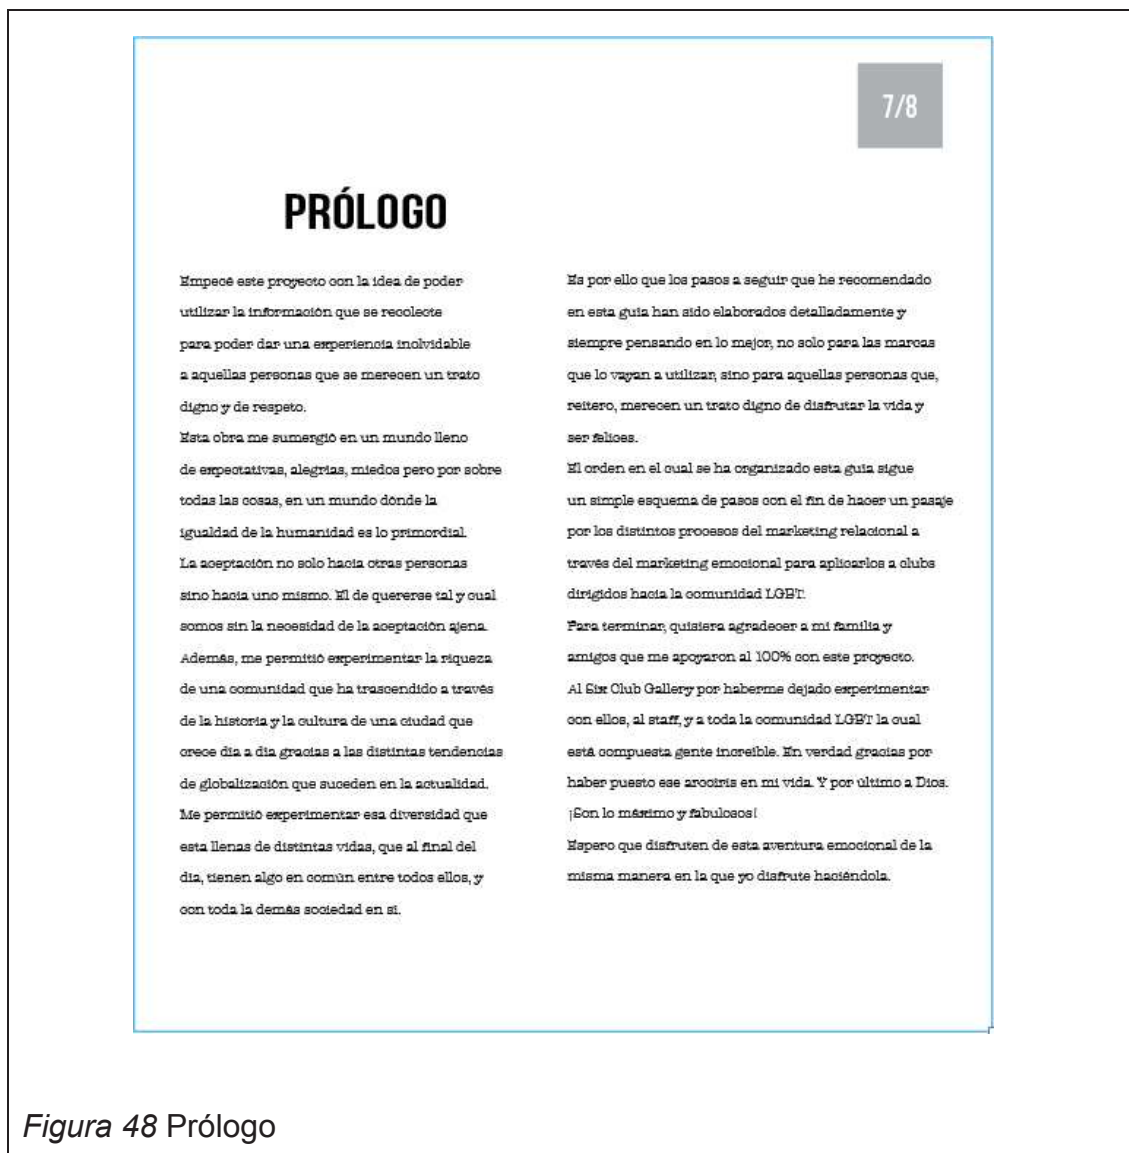 7/8
PRÓLOGO
Empecé este proyecto con la idea de poder
utilizar la información que se recolecte
para poder dar una experiencia inolvidable
a aquellas personas que se merecen un trato
digno y de respeto.
Esta obra me sumergió en un mundo lleno
de expectativas, alegrias, miedos pero por sobre
todas las cosas, en un mundo dónde la
igualdad de la humanidad es lo primordial.
La aceptación no solo hacia otras personas
sino hacia uno mismo. El de quererse tal y cual
somos sin la necesidad de la aceptación ajena.
Además, me permitió experimentar la riqueza
de una comunidad que ha trascendido a través
de la historia y la cultura de una ciudad que
crece dia a dia gracias a las distintas tendencias
de globalización que suceden en la actualidad.
Me permitió experimentar esa diversidad que
esta llenas de distintas vidas, que al final del
dia, tienen algo en común entre todos ellos, y
con toda la demás sociedad en si.
Es por ello que los pasos a seguir que he recomendado
en esta guia han sido elaborados detalladamente y
siempre pensando en lo mejor, no solo para las marcas
que lo vayan a utilizar, sino para aquellas personas que,
reitero, merecen un trato digno de disfrutar la vida y
ser felices.
El orden en el cual se ha organizado esta guia sigue
un simple esquema de pasos con el fin de hacer un pasaje
por los distintos procesos del marketing relacional a
través del marketing emocional para aplicarlos a clubs
dirigidos hacia la comunidad LGBT.
Para terminar, quisiera agradecer a mi familia y
amigos que me apoyaron al 100% con este proyecto.
Al Six Club Gallery por haberme dejado experimentar
con ellos, al staff, y a toda la comunidad LGBT la cual
está compuesta gente increible. En verdad gracias por
haber puesto ese arcoiris en mi vida. Y por último a Dios.
¡Son lo máximo y fabulosos!
Espero que disfruten de esta aventura emocional de la
misma manera en la que yo disfrute haciéndola.
Figura 48 Prólogo